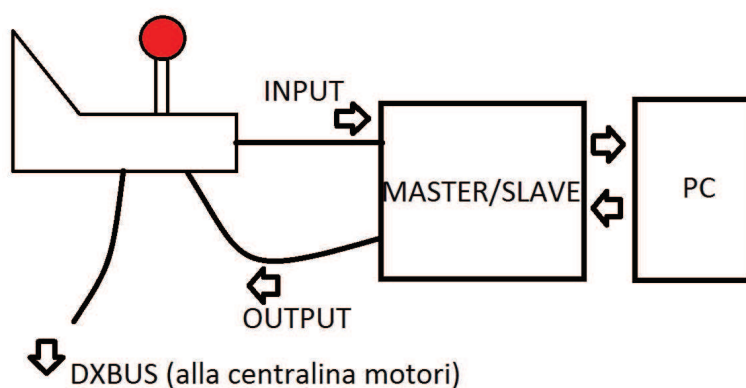 INPUT
MASTER/SLAVE
PC
OUTPUT
DXBUS (alla centralina motori)